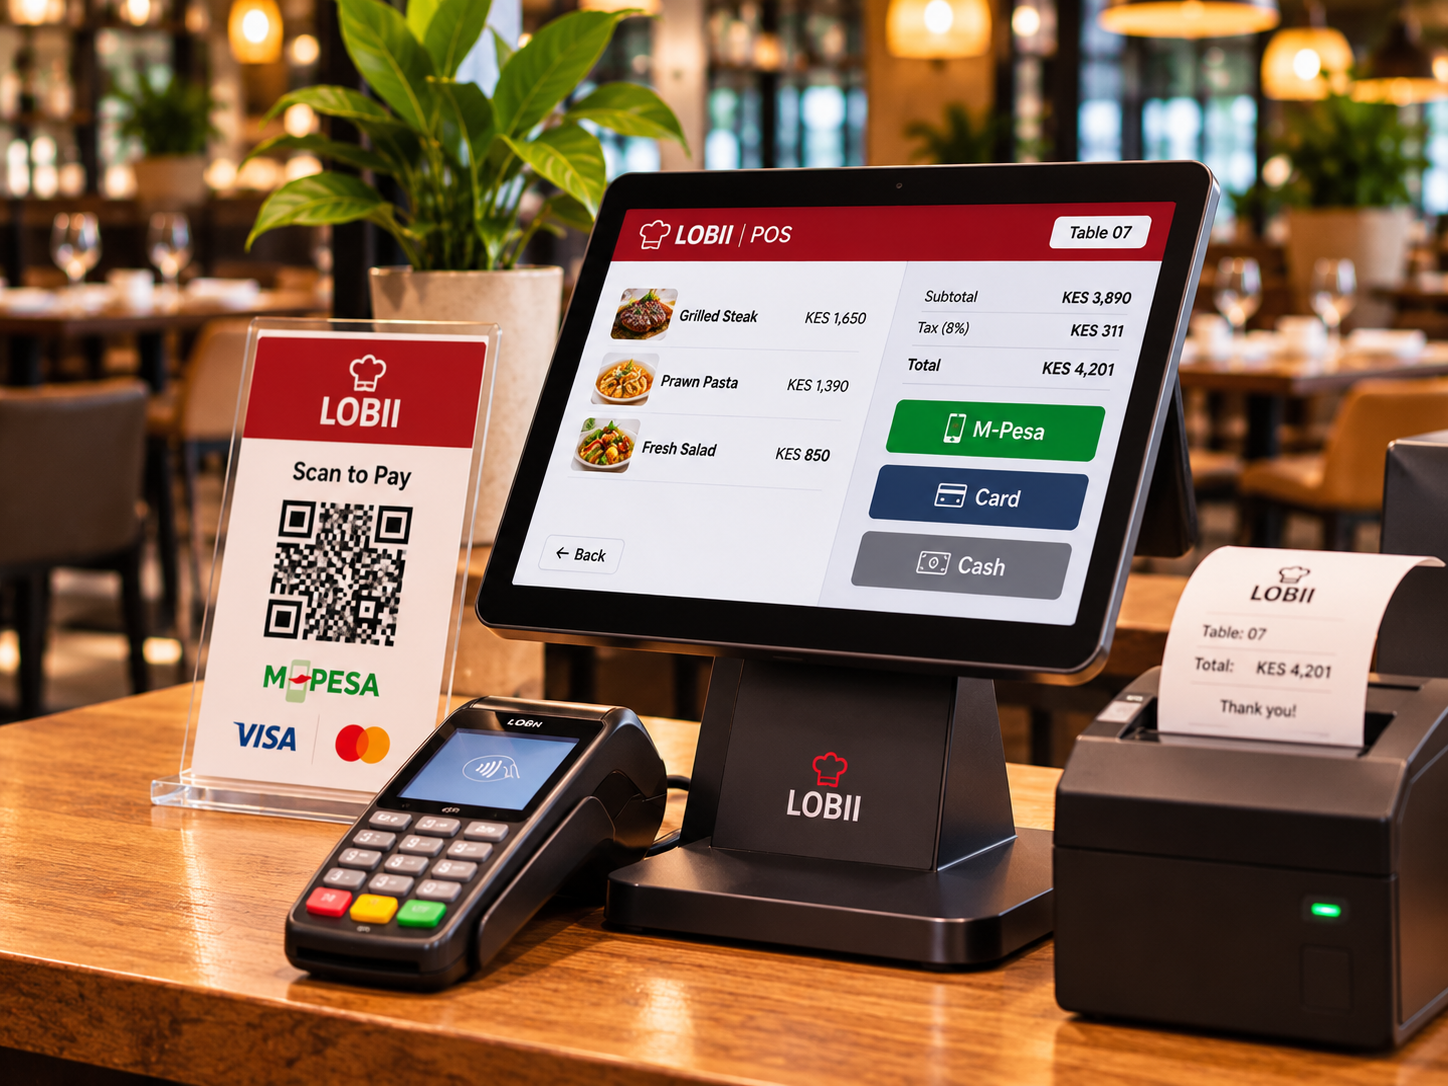 LOBII
Scan to Pay
M-PESA
VISA
LOBII | POS
Table 07
Grilled Steak KES 1,650
Prawn Pasta KES 1,390
Fresh Salad KES 850
← Back
Subtotal KES 3,890
Tax (8%) KES 311
Total KES 4,201
M-Pesa
Card
Cash
LOBII
LOBII
Table: 07
Total: KES 4,201
Thank you!